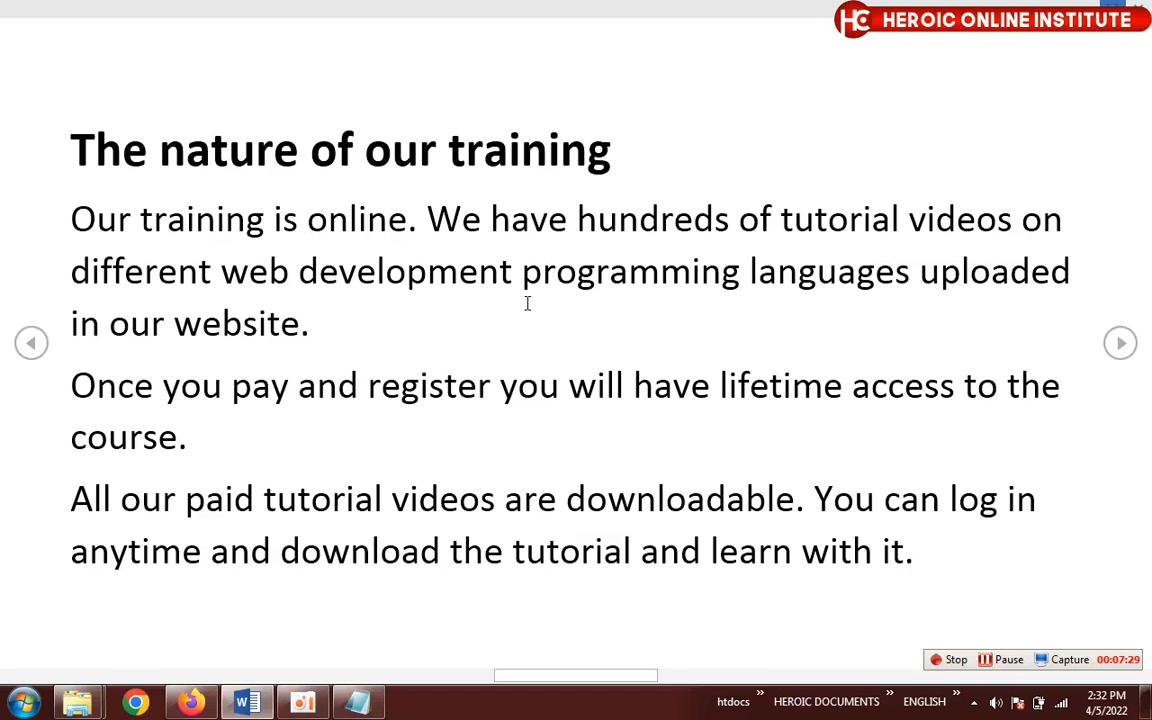 HC HEROIC ONLINE INSTITUTE
The nature of our training
Our training is online. We have hundreds of tutorial videos on
different web development programming languages uploaded
in our website.
Once you pay and register you will have lifetime access to the
course.
All our paid tutorial videos are downloadable. You can log in
anytime and download the tutorial and learn with it.
Stop Pause Capture 00:07:29
htdocs HEROIC DOCUMENTS ENGLISH 2:32 PM
4/5/2022